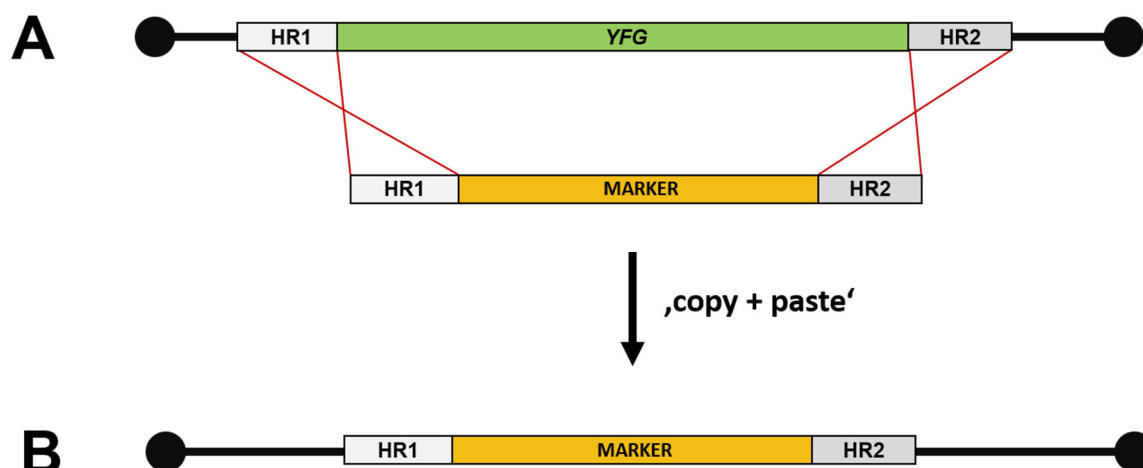 A
HR1 YFG HR2
HR1 MARKER HR2
‚copy + paste‘
B
HR1 MARKER HR2